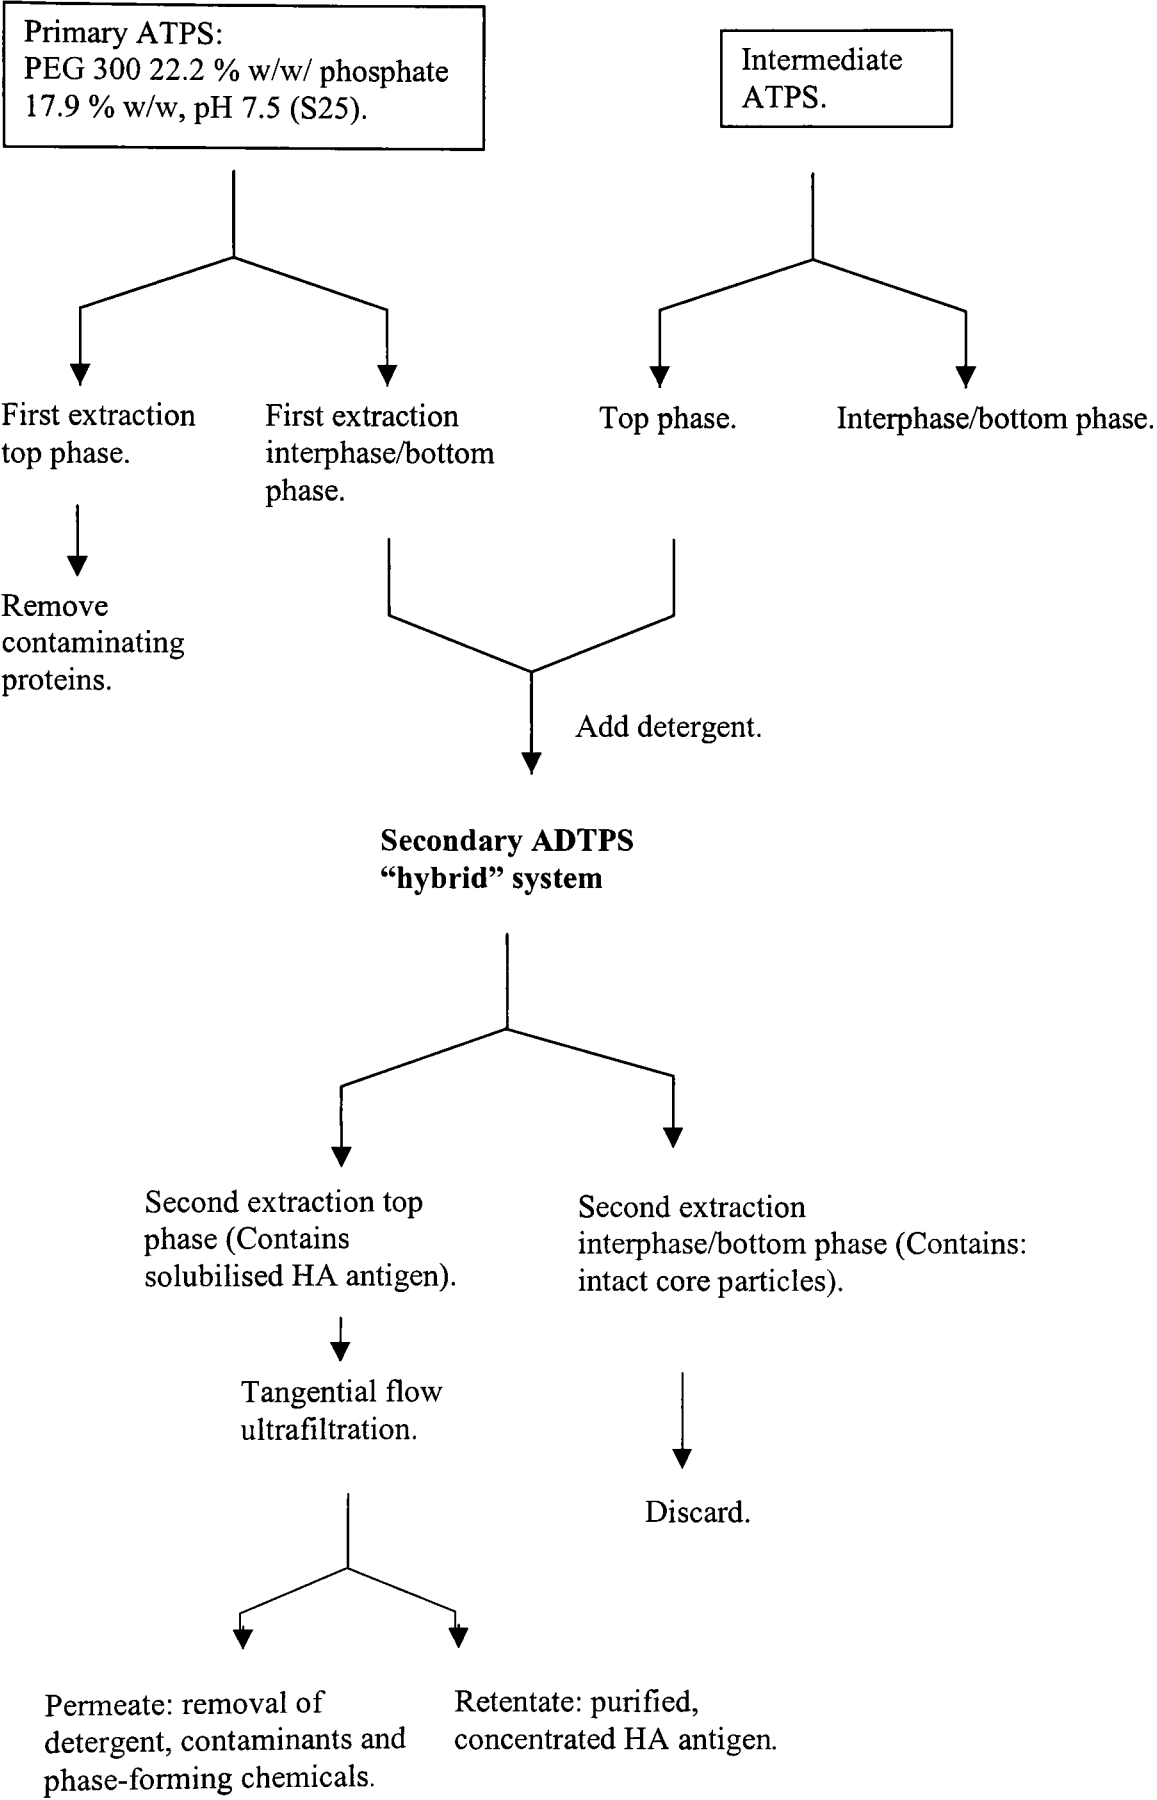 Primary ATPS:
PEG 300 22.2 % w/w/ phosphate
17.9 % w/w, pH 7.5 (S25).
Intermediate
ATPS.
First extraction
top phase.
First extraction
interphase/bottom
phase.
Top phase.
Interphase/bottom phase.
Remove
contaminating
proteins.
Add detergent.
Secondary ADTPS
“hybrid” system
Second extraction top
phase (Contains
solubilised HA antigen).
Second extraction
interphase/bottom phase (Contains:
intact core particles).
Tangential flow
ultrafiltration.
Discard.
Permeate: removal of
detergent, contaminants and
phase-forming chemicals.
Retentate: purified,
concentrated HA antigen.